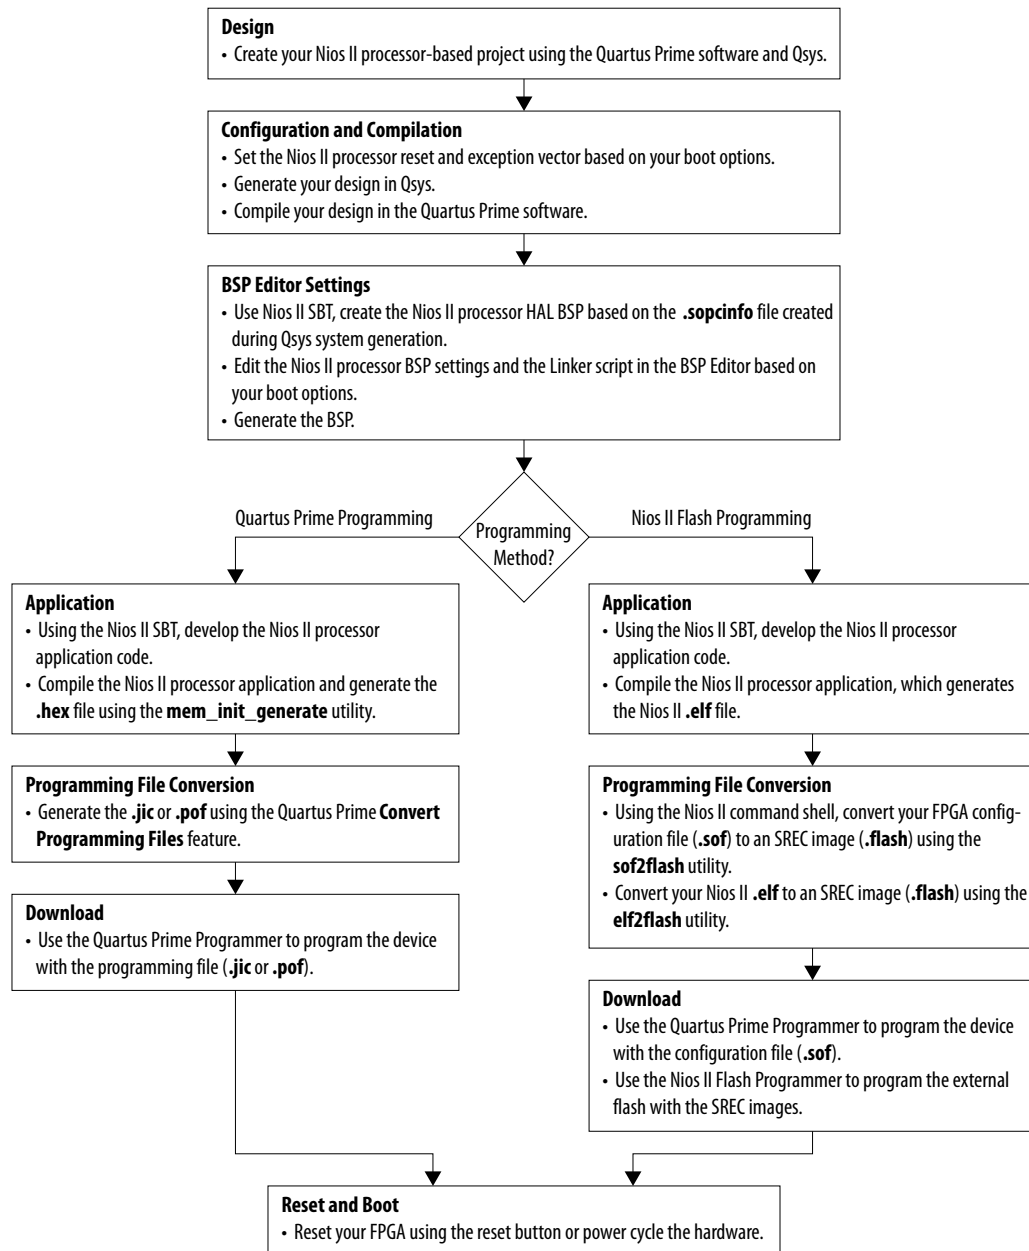 Design
• Create your Nios II processor-based project using the Quartus Prime software and Qsys.
Configuration and Compilation
• Set the Nios II processor reset and exception vector based on your boot options.
• Generate your design in Qsys.
• Compile your design in the Quartus Prime software.
BSP Editor Settings
• Use Nios II SBT, create the Nios II processor HAL BSP based on the .sopcinfo file created
during Qsys system generation.
• Edit the Nios II processor BSP settings and the Linker script in the BSP Editor based on
your boot options.
• Generate the BSP.
Quartus Prime Programming
Programming
Method?
Nios II Flash Programming
Application
• Using the Nios II SBT, develop the Nios II processor
application code.
• Compile the Nios II processor application and generate the
.hex file using the mem_init_generate utility.
Programming File Conversion
• Generate the .jic or .pof using the Quartus Prime Convert
Programming Files feature.
Download
• Use the Quartus Prime Programmer to program the device
with the programming file (.jic or .pof).
Application
• Using the Nios II SBT, develop the Nios II processor
application code.
• Compile the Nios II processor application, which generates
the Nios II .elf file.
Programming File Conversion
• Using the Nios II command shell, convert your FPGA config-
uration file (.sof) to an SREC image (.flash) using the
sof2flash utility.
• Convert your Nios II .elf to an SREC image (.flash) using the
elf2flash utility.
Download
• Use the Quartus Prime Programmer to program the device
with the configuration file (.sof).
• Use the Nios II Flash Programmer to program the external
flash with the SREC images.
Reset and Boot
• Reset your FPGA using the reset button or power cycle the hardware.